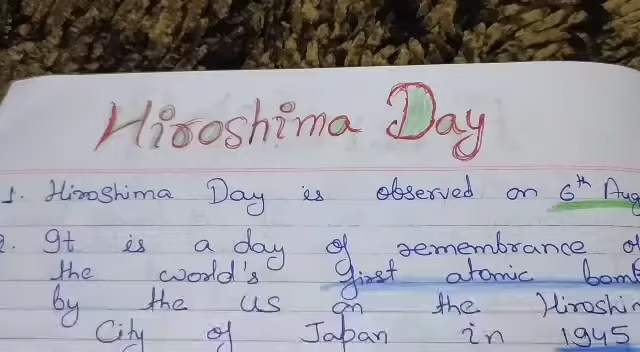 Hiroshima Day
1. Hiroshima Day is observed on 6th Aug
2. It is a day of remembrance of
the world's first atomic bomb
by the US on the Hiroshim
City of Japan in 1945